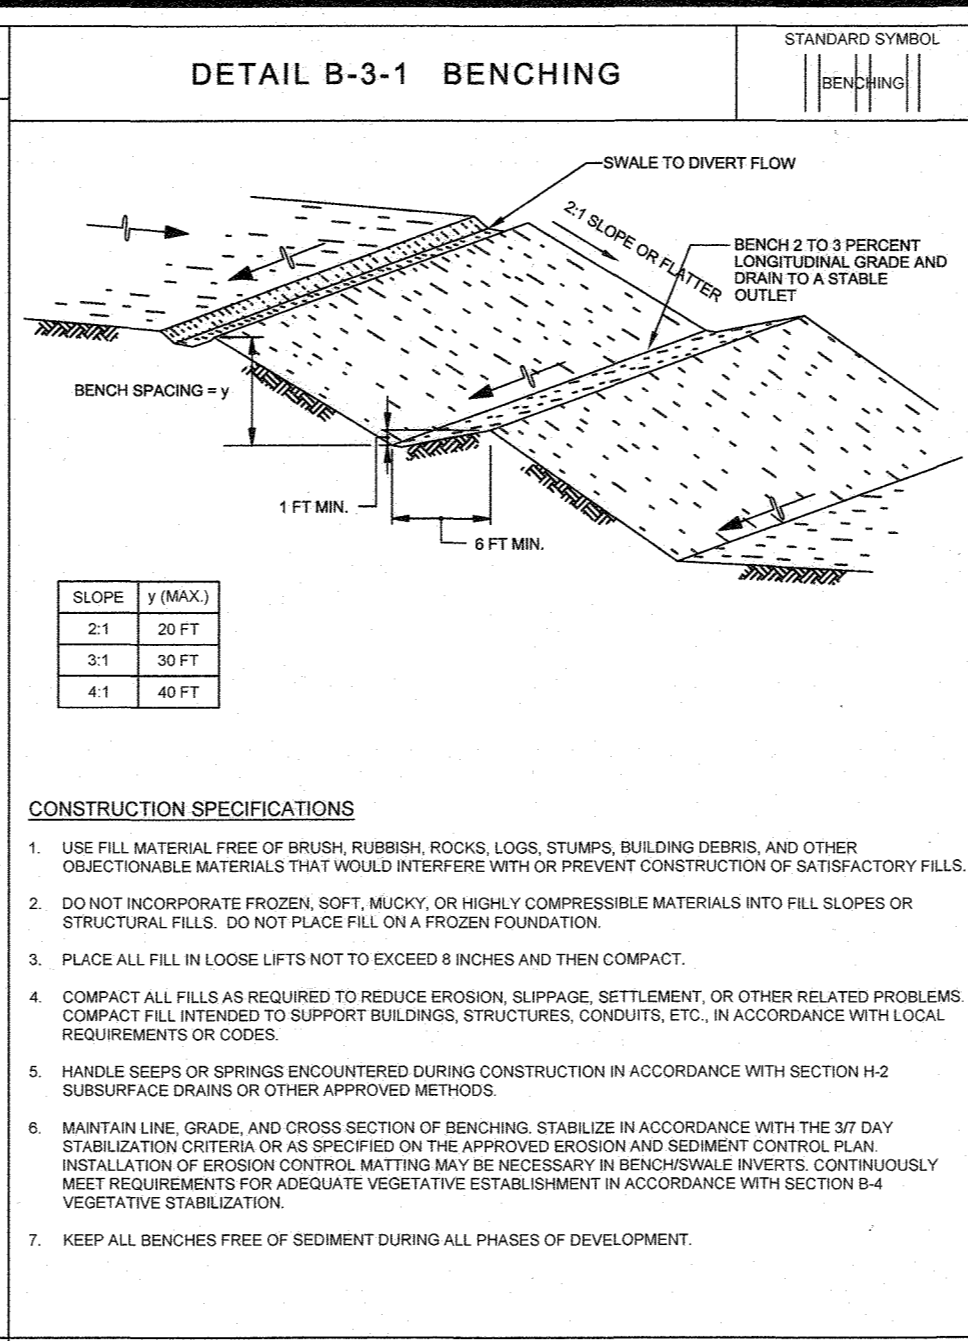 DETAIL B-3-1 BENCHING
STANDARD SYMBOL
BENCHING
SWALE TO DIVERT FLOW
2:1 SLOPE OR FLATTER
BENCH 2 TO 3 PERCENT
LONGITUDINAL GRADE AND
DRAIN TO A STABLE
OUTLET
BENCH SPACING = y
1 FT MIN.
6 FT MIN.
SLOPE y (MAX.)
2:1 20 FT
3:1 30 FT
4:1 40 FT
CONSTRUCTION SPECIFICATIONS
1. USE FILL MATERIAL FREE OF BRUSH, RUBBISH, ROCKS, LOGS, STUMPS, BUILDING DEBRIS, AND OTHER
OBJECTIONABLE MATERIALS THAT WOULD INTERFERE WITH OR PREVENT CONSTRUCTION OF SATISFACTORY FILLS.
2. DO NOT INCORPORATE FROZEN, SOFT, MUCKY, OR HIGHLY COMPRESSIBLE MATERIALS INTO FILL SLOPES OR
STRUCTURAL FILLS. DO NOT PLACE FILL ON A FROZEN FOUNDATION.
3. PLACE ALL FILL IN LOOSE LIFTS NOT TO EXCEED 8 INCHES AND THEN COMPACT.
4. COMPACT ALL FILLS AS REQUIRED TO REDUCE EROSION, SLIPPAGE, SETTLEMENT, OR OTHER RELATED PROBLEMS.
COMPACT FILL INTENDED TO SUPPORT BUILDINGS, STRUCTURES, CONDUITS, ETC., IN ACCORDANCE WITH LOCAL
REQUIREMENTS OR CODES.
5. HANDLE SEEPS OR SPRINGS ENCOUNTERED DURING CONSTRUCTION IN ACCORDANCE WITH SECTION H-2
SUBSURFACE DRAINS OR OTHER APPROVED METHODS.
6. MAINTAIN LINE, GRADE, AND CROSS SECTION OF BENCHING. STABILIZE IN ACCORDANCE WITH THE 3/7 DAY
STABILIZATION CRITERIA OR AS SPECIFIED ON THE APPROVED EROSION AND SEDIMENT CONTROL PLAN.
INSTALLATION OF EROSION CONTROL MATTING MAY BE NECESSARY IN BENCH/SWALE INVERTS. CONTINUOUSLY
MEET REQUIREMENTS FOR ADEQUATE VEGETATIVE ESTABLISHMENT IN ACCORDANCE WITH SECTION B-4
VEGETATIVE STABILIZATION.
7. KEEP ALL BENCHES FREE OF SEDIMENT DURING ALL PHASES OF DEVELOPMENT.